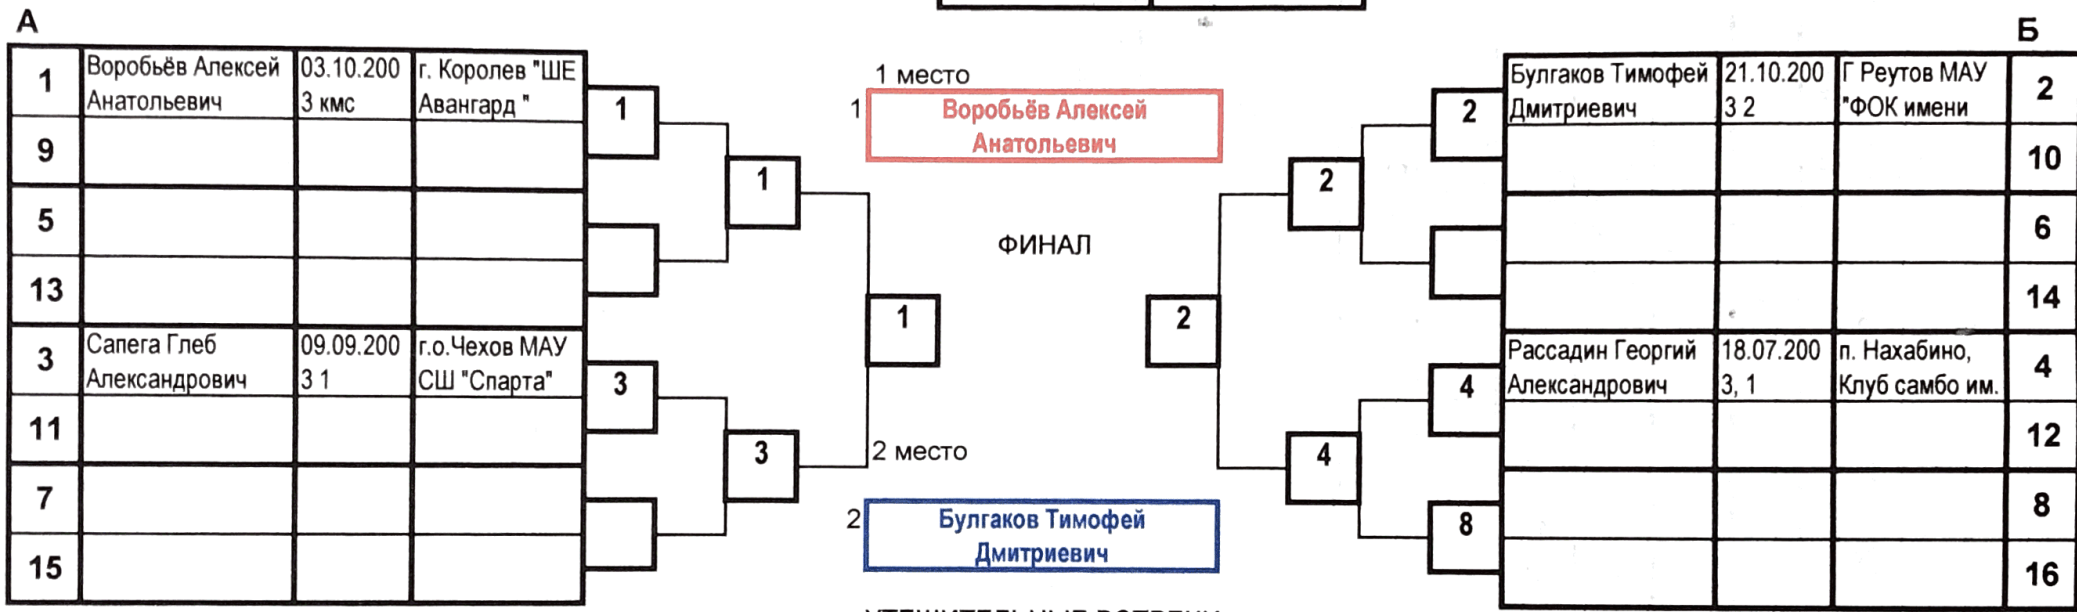 А
Б
1
Воробьёв Алексей
Анатольевич
03.10.200
3 кмс
г. Королев "ШЕ
Авангард "
9
5
13
3
Сапега Глеб
Александрович
09.09.200
3 1
г.о.Чехов МАУ
СШ "Спарта"
11
7
15
1
1
3
3
1
1 место
1
Воробьёв Алексей
Анатольевич
ФИНАЛ
2 место
2
Булгаков Тимофей
Дмитриевич
2
2
2
4
4
8
Булгаков Тимофей
Дмитриевич
21.10.200
3 2
Г Реутов МАУ
"ФОК имени
2
10
6
14
Рассадин Георгий
Александрович
18.07.200
3, 1
п. Нахабино,
Клуб самбо им.
4
12
8
16